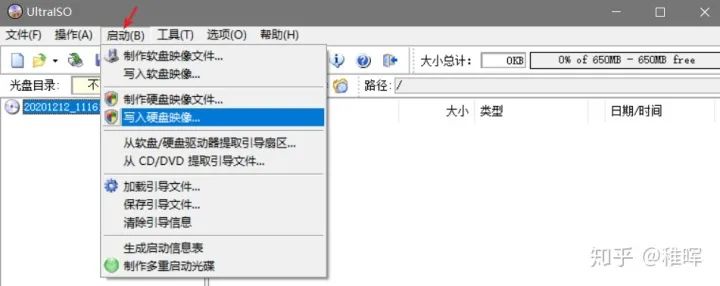 UltraISO
文件(F) 操作(A) 启动(B) 工具(T) 选项(O) 帮助(H)
制作软盘映像文件...
写入软盘映像...
大小总计: 0KB 0% of 650MB - 650MB free
光盘目录: 不 路径: /
制作硬盘映像文件...
20201212_1116 写入硬盘映像... 大小 类型 日期/时间
从软盘/硬盘驱动器提取引导扇区...
从 CD/DVD 提取引导文件...
加载引导文件...
保存引导文件...
清除引导信息
生成启动信息表
制作多重启动光碟
知乎 @稚晖